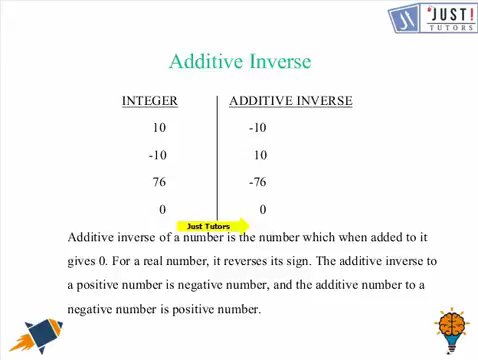 "JUST!
TUTORS
Additive Inverse
INTEGER ADDITIVE INVERSE
10 -10
-10 10
76 -76
0 0
Just Tutors
Additive inverse of a number is the number which when added to it
gives 0. For a real number, it reverses its sign. The additive inverse to
a positive number is negative number, and the additive number to a
negative number is positive number.